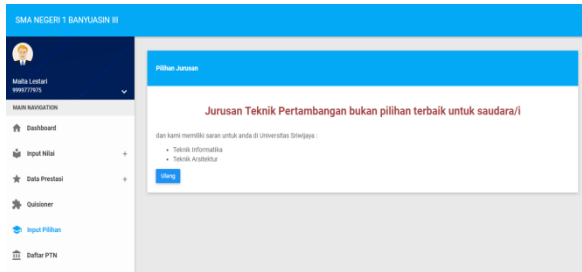 SMA NEGERI 1 BANYUASIN III
Maita Lestari
9999777975
MAIN NAVIGATION
Dashboard
Input Nilai
Data Prestasi
Quisioner
Input Pilihan
Daftar PTN
Pilihan Jurusan
Jurusan Teknik Pertambangan bukan pilihan terbaik untuk saudara/i
dan kami memiliki saran untuk anda di Universitas Sriwijaya :
Teknik Informatika
Teknik Arsitektur
Ulang